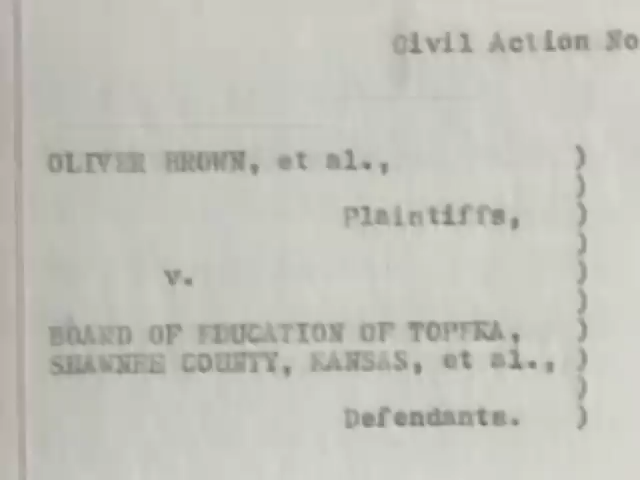 Civil Action No
OLIVER BROWN, et al., )
)
Plaintiffs, )
)
v. )
)
BOARD OF EDUCATION OF TOPEKA, )
SHAWNEE COUNTY, KANSAS, et al., )
)
Defendants. )